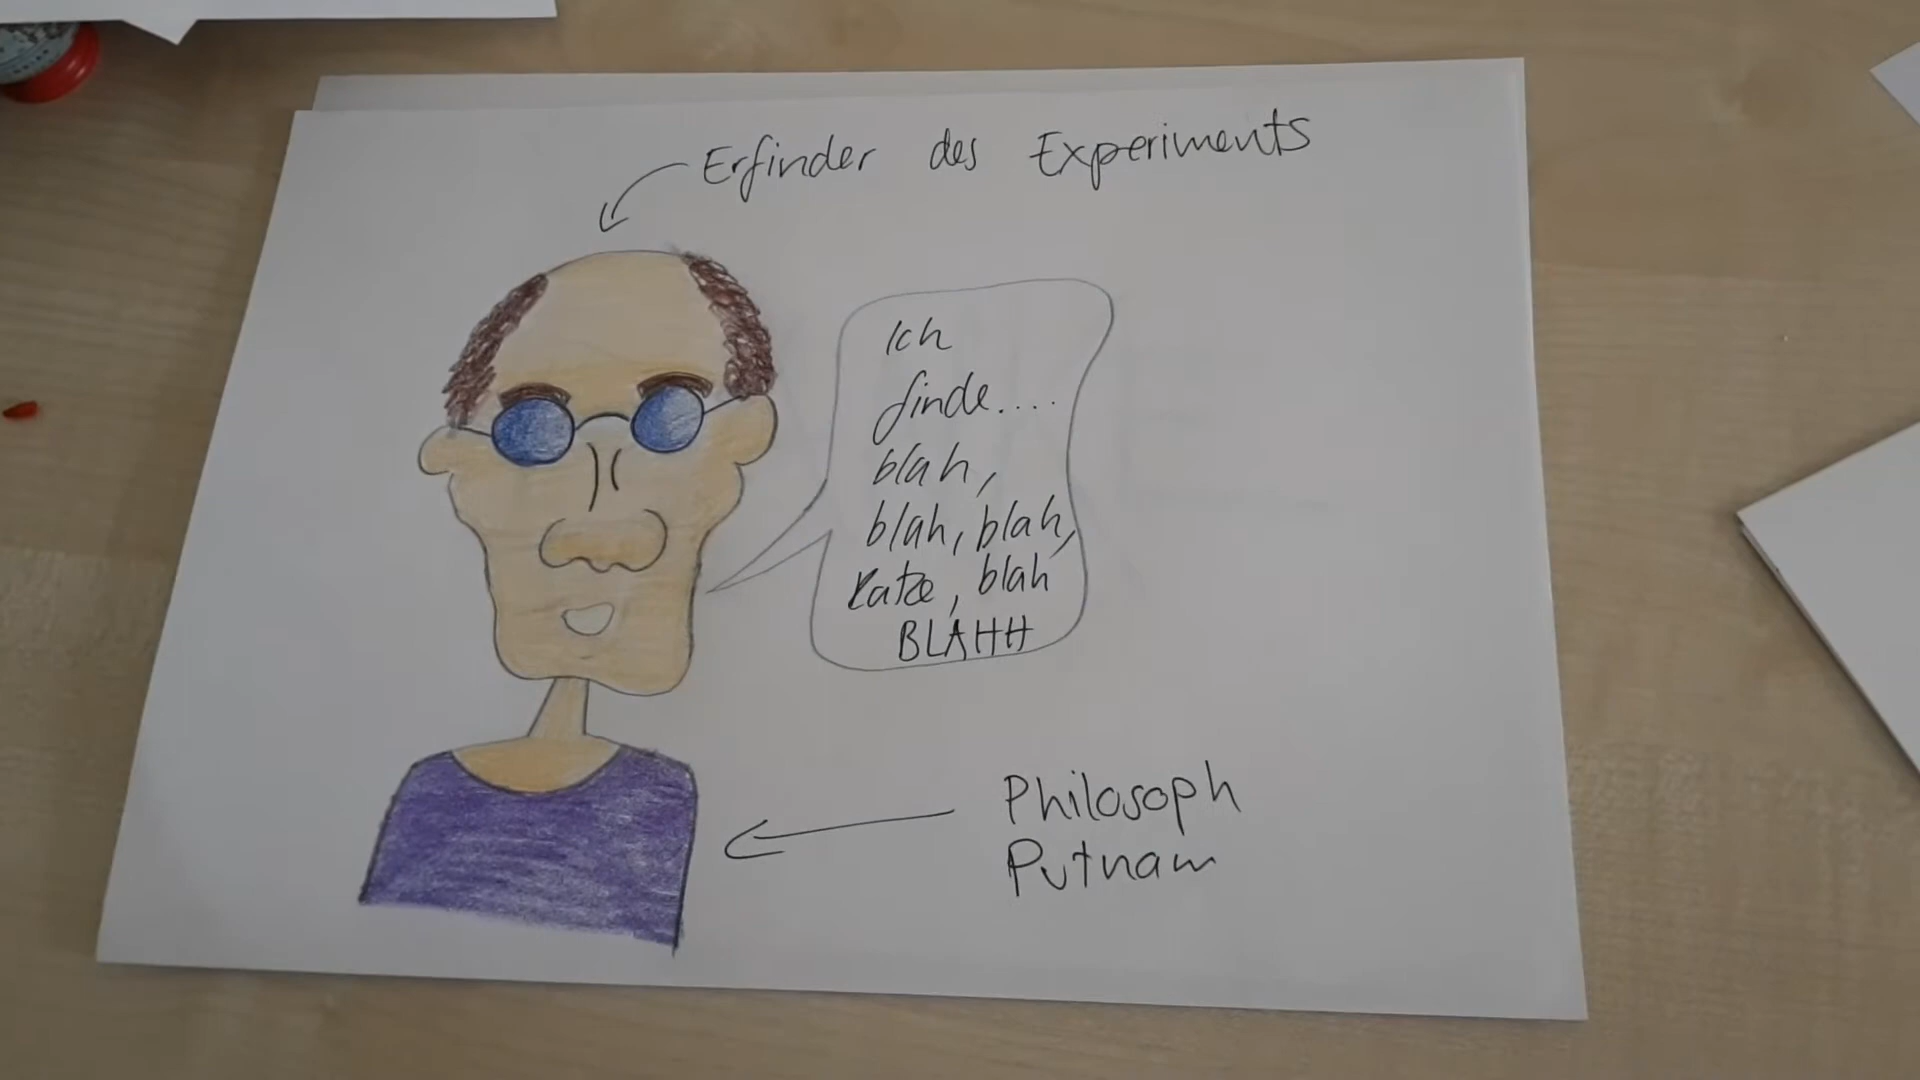 Erfinder des Experiments
Ich
finde....
blah,
blah, blah,
Katze, blah
BLAHH
Philosoph
Putnam